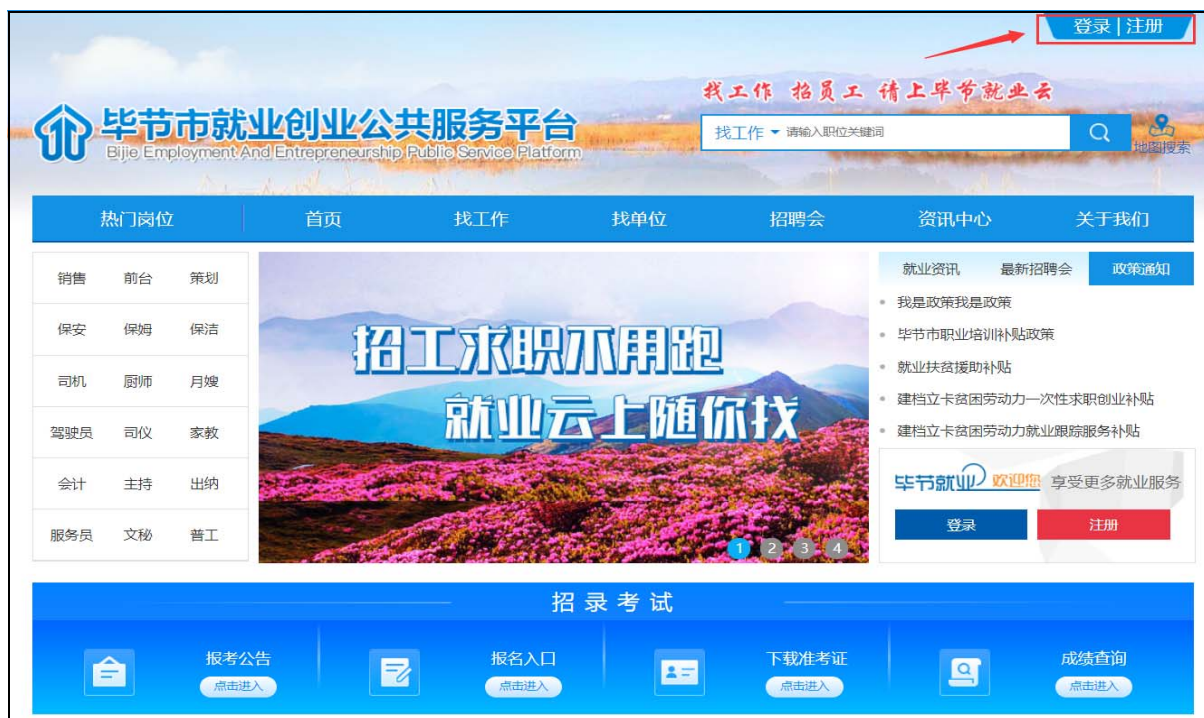 登录 | 注册
找工作 招员工 请上毕节就业云
毕节市就业创业公共服务平台
Bijie Employment And Entrepreneurship Public Service Platform
找工作 请输入职位关键词
地图搜索
热门岗位 首页 找工作 找单位 招聘会 资讯中心 关于我们
销售 前台 策划
保安 保姆 保洁
司机 厨师 月嫂
驾驶员 司仪 家教
会计 主持 出纳
服务员 文秘 普工
招工求职不用跑
就业云上随你找
1 2 3 4
就业资讯 最新招聘会 政策通知
我是政策我是政策
毕节市职业培训补贴政策
就业扶贫援助补贴
建档立卡贫困劳动力一次性求职创业补贴
建档立卡贫困劳动力就业跟踪服务补贴
毕节就业 欢迎您 享受更多就业服务
登录 注册
招录考试
报考公告 报名入口 下载准考证 成绩查询
点击进入 点击进入 点击进入 点击进入